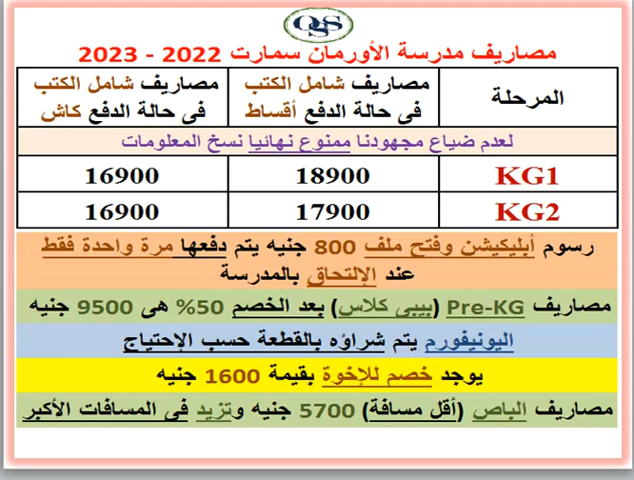 QSS
مصاريف مدرسة الأورمان سمارت 2022 - 2023
المرحلة
مصاريف شامل الكتب
فى حالة الدفع أقساط
مصاريف شامل الكتب
فى حالة الدفع كاش
لعدم ضياع مجهودنا ممنوع نهائيا نسخ المعلومات
KG1 18900 16900
KG2 17900 16900
رسوم أبليكيشن وفتح ملف 800 جنيه يتم دفعها مرة واحدة فقط
عند الإلتحاق بالمدرسة
مصاريف Pre-KG (بيبى كلاس) بعد الخصم 50% هى 9500 جنيه
اليونيفورم يتم شراؤه بالقطعة حسب الإحتياج
يوجد خصم للإخوة بقيمة 1600 جنيه
مصاريف الباص (أقل مسافة) 5700 جنيه وتزيد فى المسافات الأكبر